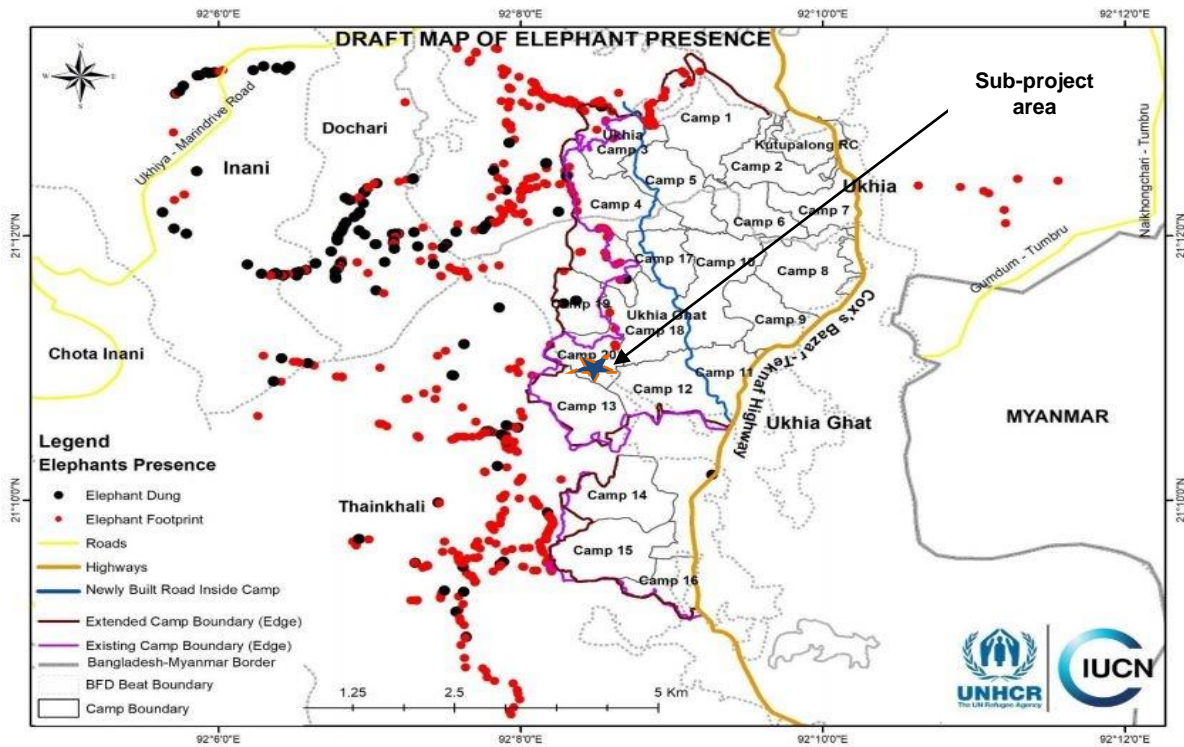 92°6'0"E
92°8'0"E
92°10'0"E
92°12'0"E
DRAFT MAP OF ELEPHANT PRESENCE
Sub-project
area
N
W
E
S
Ukhiya - Marindrive Road
Dochari
Inani
Camp 1
Ukhia
Camp 3
Kutupalong RC
Camp 2
Camp 5
Ukhia
Camp 4
Camp 7
Camp 6
Naikhongchari - Tumbru
21°12'0"N
21°12'0"N
Camp 17
Camp 10
Camp 8
Gumdum - Tumbru
Camp 19
Ukhia Ghat
Camp 18
Camp 9
Cox's Bazar -Teknaf Highway
Chota Inani
Camp 20
Camp 11
Camp 12
Camp 13
Ukhia Ghat
MYANMAR
Legend
Elephants Presence
Elephant Dung
Elephant Footprint
Roads
Highways
Newly Built Road Inside Camp
Extended Camp Boundary (Edge)
Existing Camp Boundary (Edge)
Bangladesh-Myanmar Border
BFD Beat Boundary
Camp Boundary
21°10'0"N
21°10'0"N
Thainkhali
Camp 14
Camp 15
Camp 16
1.25
2.5
5 Km
UNHCR
The UN Refugee Agency
IUCN
92°6'0"E
92°8'0"E
92°10'0"E
92°12'0"E